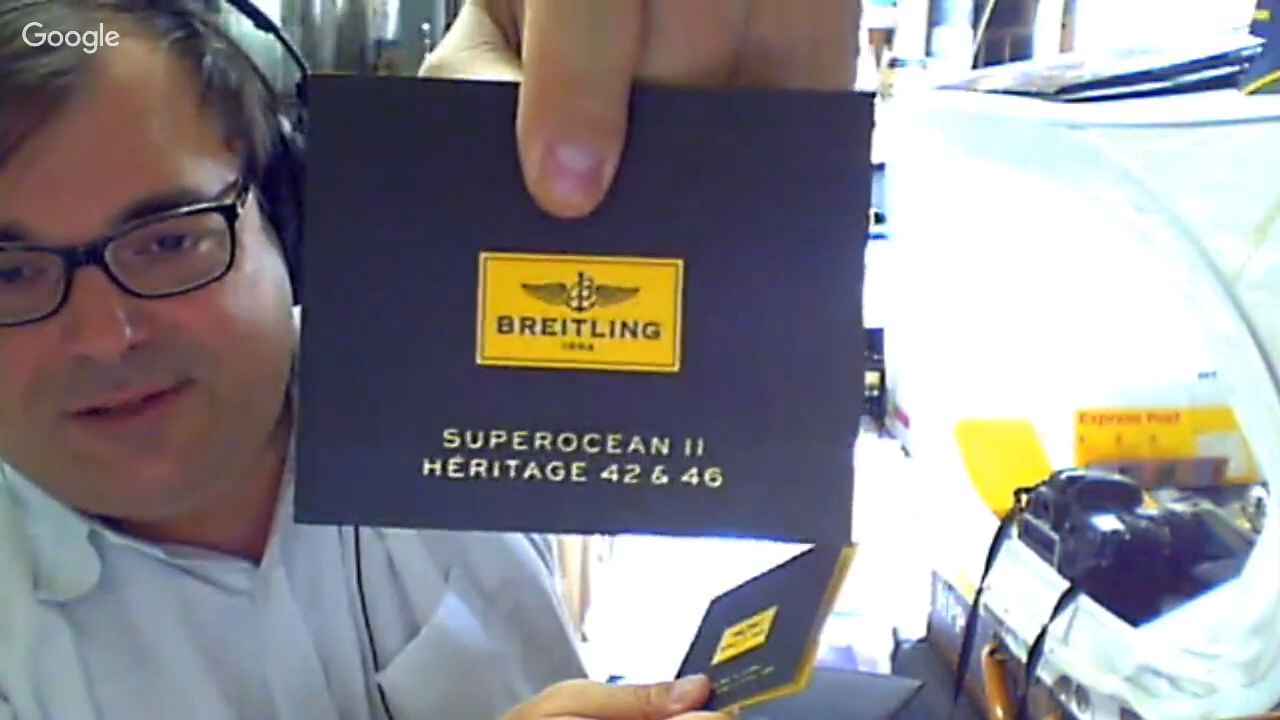 Google
BREITLING
1884
SUPEROCEAN II
HÉRITAGE 42 & 46
Express Post